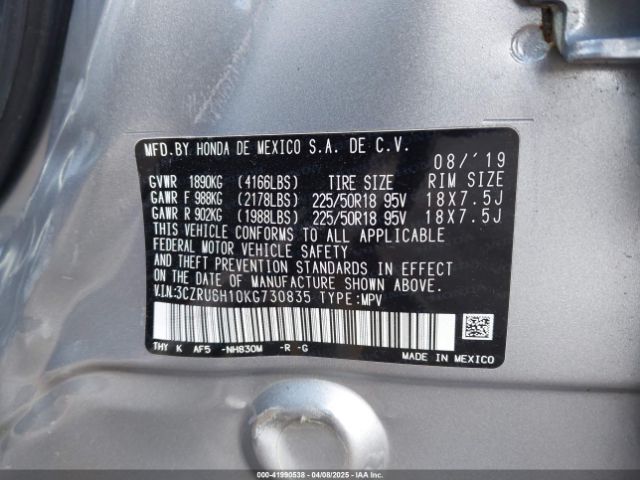 MFD.BY HONDA DE MEXICO S.A. DE C.V. 08/'19
GVWR 1890KG (4166LBS) TIRE SIZE RIM SIZE
GAWR F 988KG (2178LBS) 225/50R18 95V 18X7.5J
GAWR R 902KG (1988LBS) 225/50R18 95V 18X7.5J
THIS VEHICLE CONFORMS TO ALL APPLICABLE
FEDERAL MOTOR VEHICLE SAFETY
AND THEFT PREVENTION STANDARDS IN EFFECT
ON THE DATE OF MANUFACTURE SHOWN ABOVE.
V.I.N:3CZRU6H10KG730835 TYPE:MPV
THY K AF5 -NH830M -R -G
MADE IN MEXICO
000-41990538 - 04/08/2025 - IAAI.COM